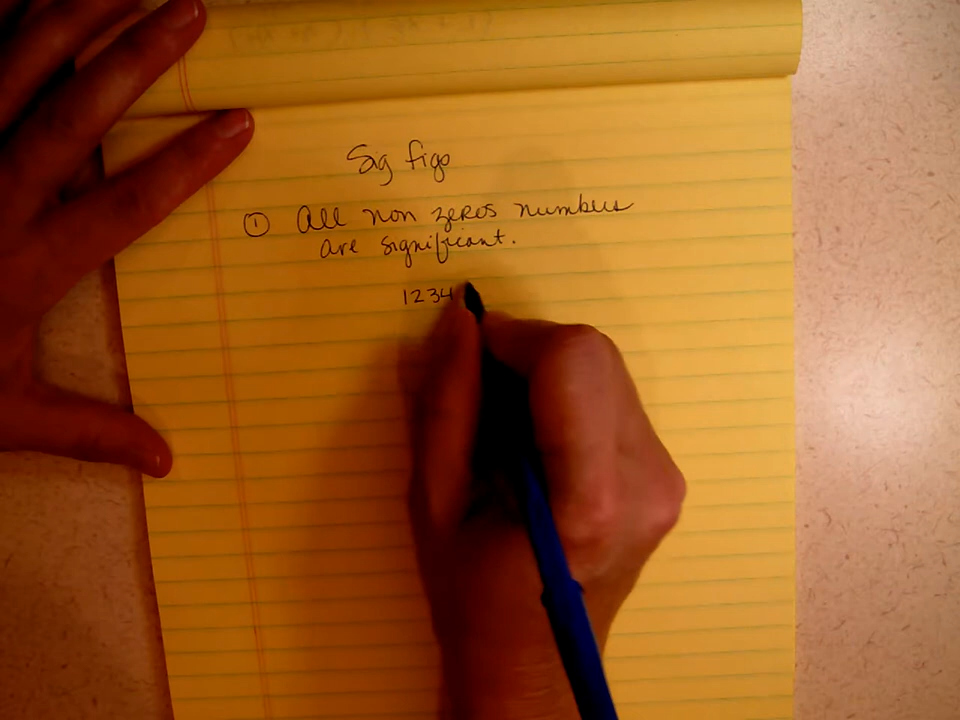 Sig figs
① All non zeros numbers
are significant.
1234